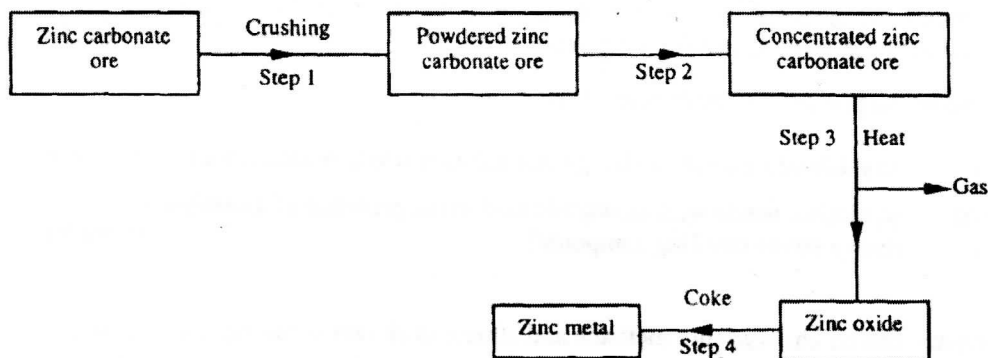 Zinc carbonate
ore
Crushing
Step 1
Powdered zinc
carbonate ore
Step 2
Concentrated zinc
carbonate ore
Step 3 Heat
Gas
Zinc oxide
Coke
Step 4
Zinc metal